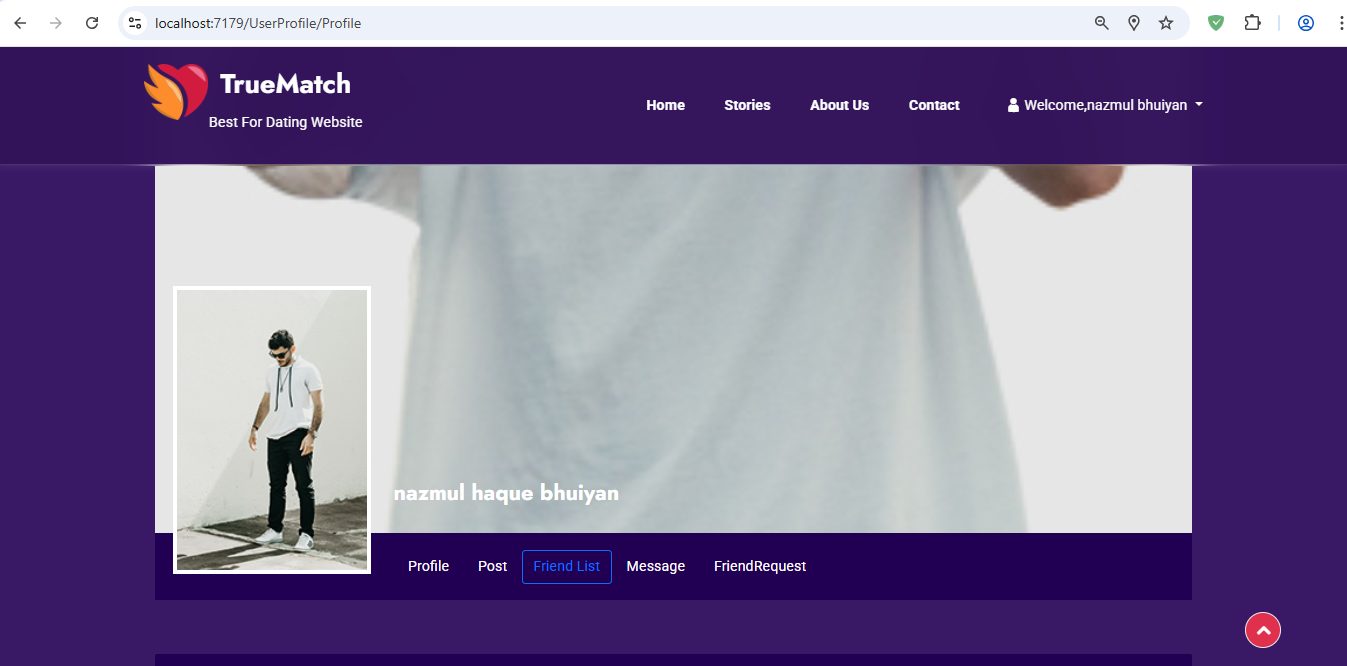 localhost:7179/UserProfile/Profile
TrueMatch
Best For Dating Website
Home Stories About Us Contact Welcome,nazmul bhuiyan
nazmul haque bhuiyan
Profile Post Friend List Message FriendRequest